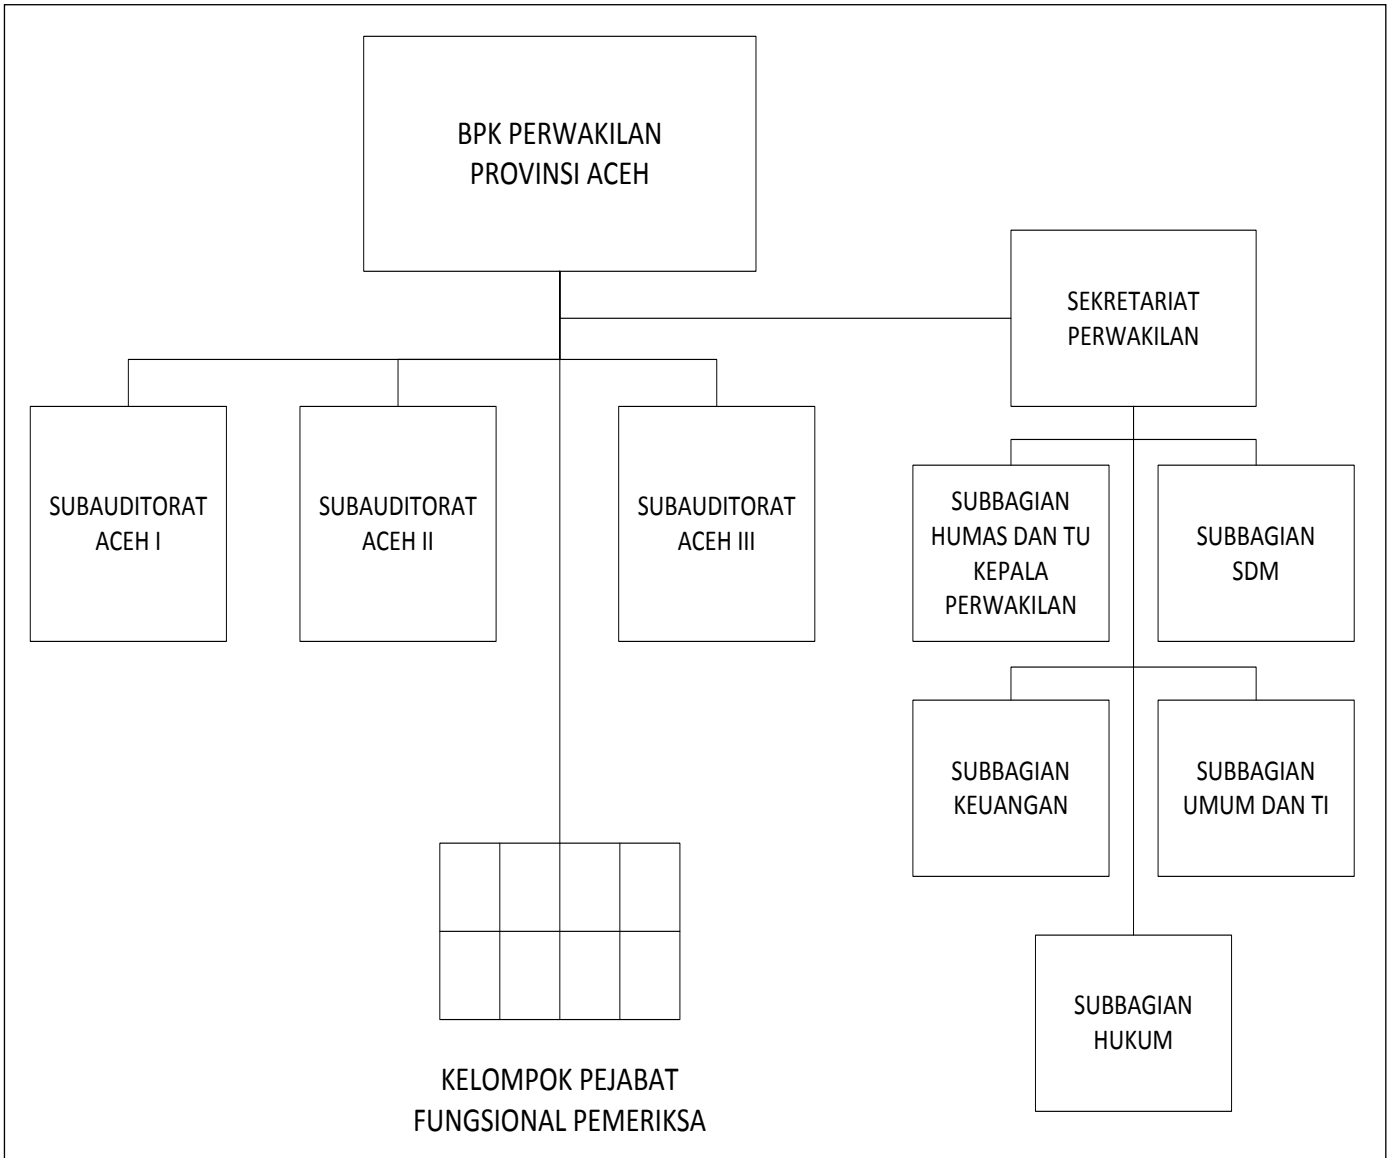 BPK PERWAKILAN
PROVINSI ACEH
SEKRETARIAT
PERWAKILAN
SUBAUDITORAT
ACEH I
SUBAUDITORAT
ACEH II
SUBAUDITORAT
ACEH III
SUBBAGIAN
HUMAS DAN TU
KEPALA
PERWAKILAN
SUBBAGIAN
SDM
SUBBAGIAN
KEUANGAN
SUBBAGIAN
UMUM DAN TI
SUBBAGIAN
HUKUM
KELOMPOK PEJABAT
FUNGSIONAL PEMERIKSA